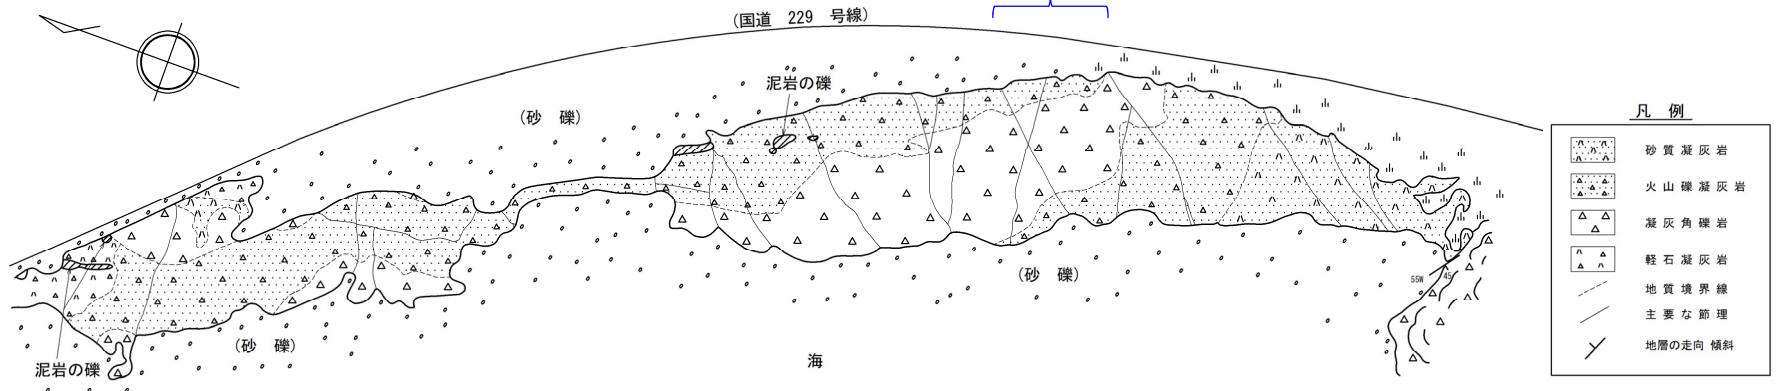 (国道 229 号線)
泥岩の礫
(砂 礫)
(砂 礫)
(砂 礫)
泥岩の礫
海
55W
45
凡 例
砂質凝灰岩
火山礫凝灰岩
凝灰角礫岩
軽石凝灰岩
地質境界線
主要な節理
地層の走向 傾斜